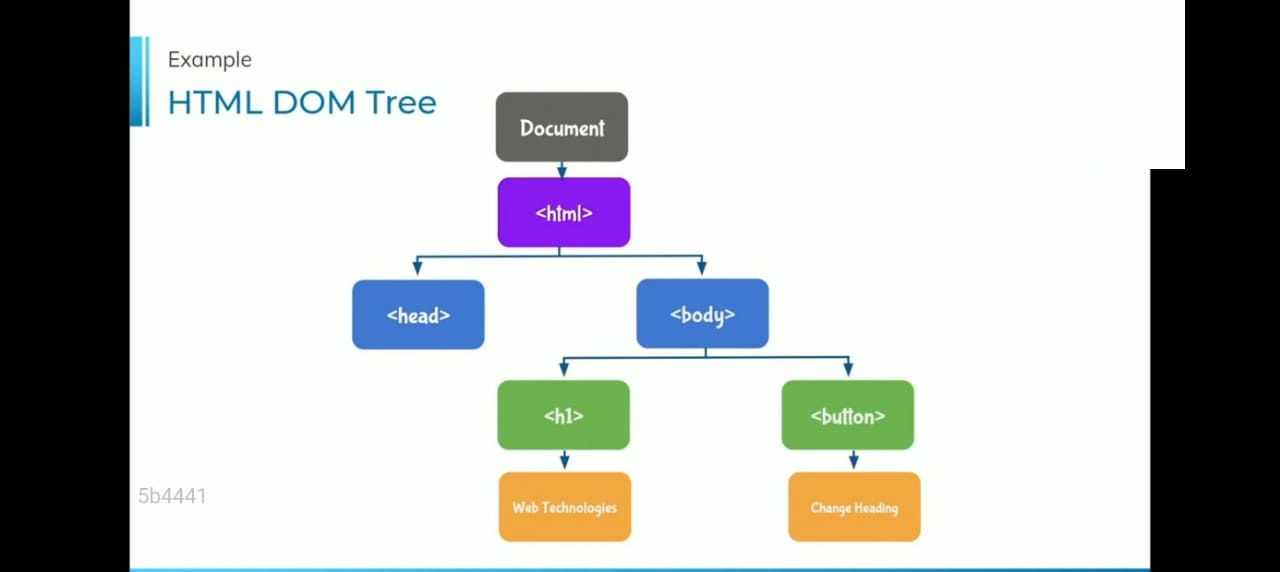 Example
HTML DOM Tree
Document
<html>
<head>
<body>
<h1>
<button>
Web Technologies
Change Heading
5b4441